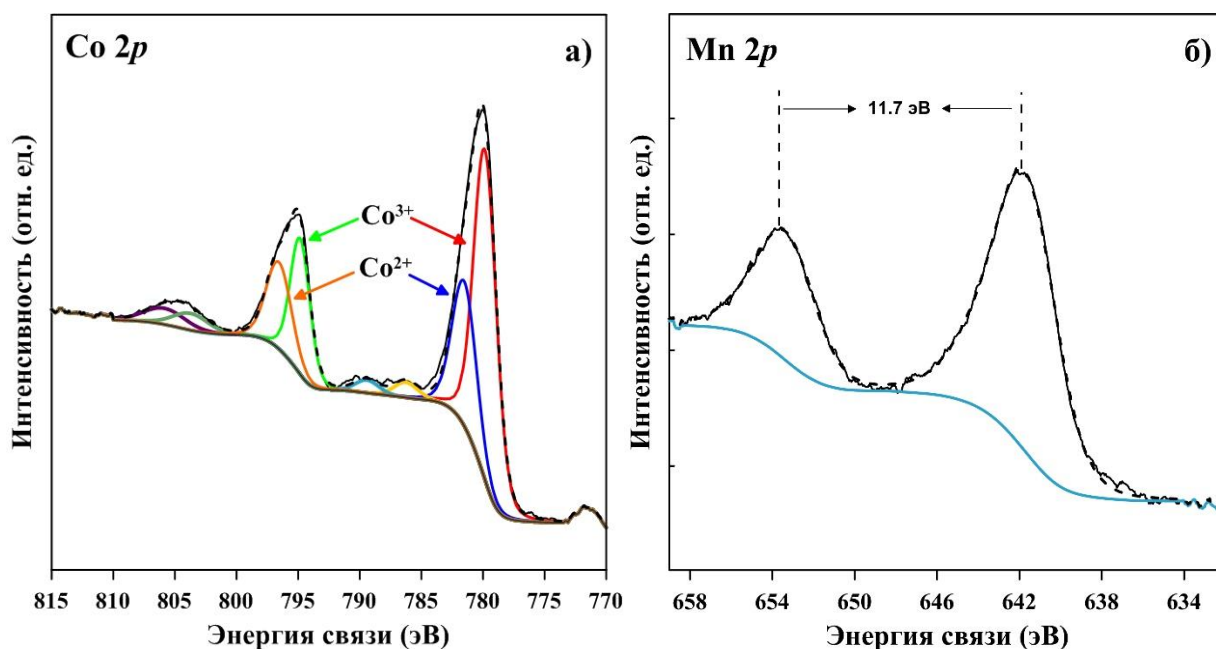 Co 2p
а)
Интенсивность (отн. ед.)
Co3+
Co2+
815 810 805 800 795 790 785 780 775 770
Энергия связи (эВ)
Mn 2p
б)
11.7 эВ
Интенсивность (отн. ед.)
658 654 650 646 642 638 634
Энергия связи (эВ)